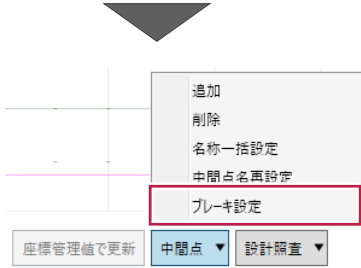 追加
削除
名称一括設定
中間点名再設定
ブレーキ設定
座標管理値で更新 中間点 ▼ 設計照査 ▼